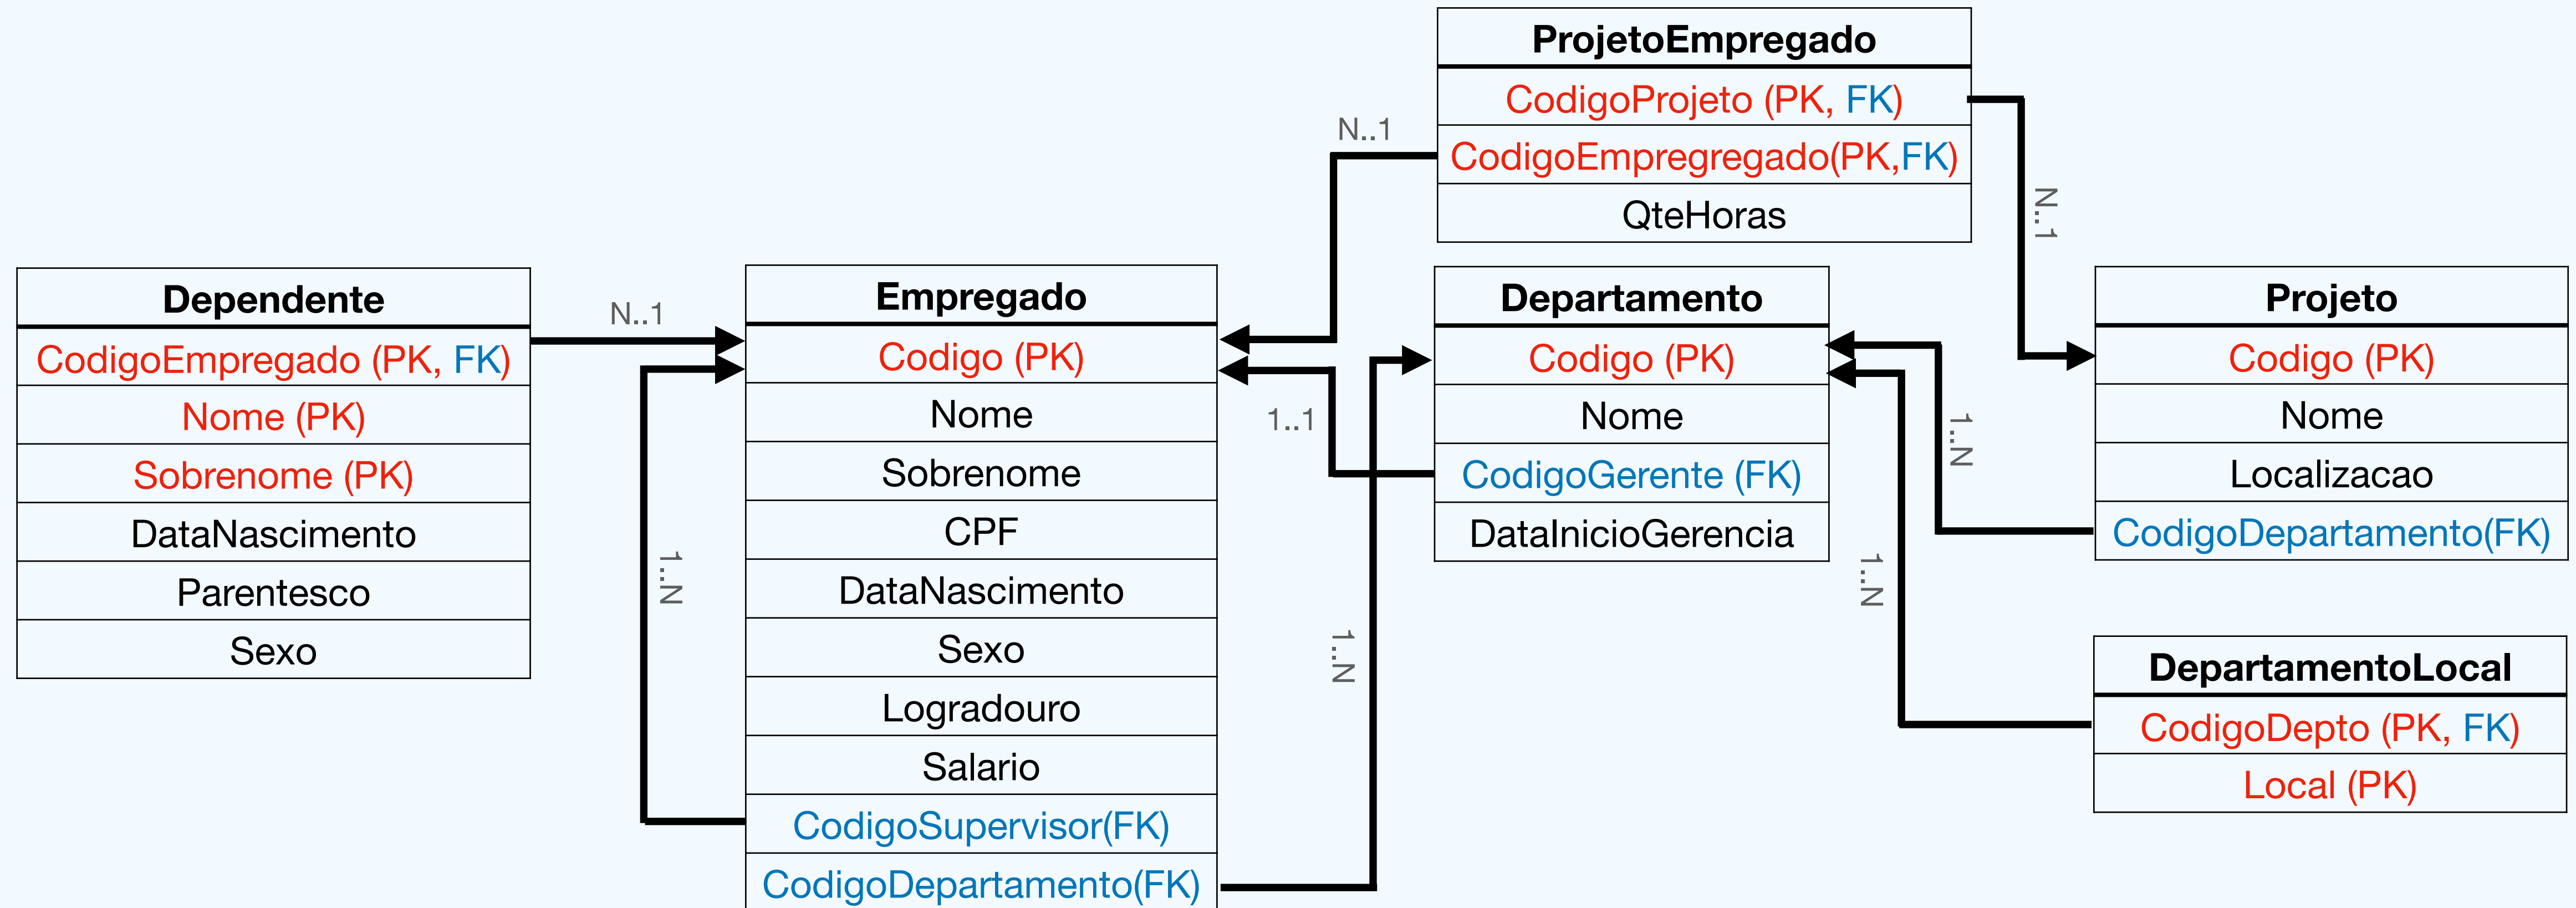 ProjetoEmpregado
CodigoProjeto (PK, FK)
CodigoEmpregregado(PK,FK)
QteHoras
N..1
N..1
Dependente
CodigoEmpregado (PK, FK)
Nome (PK)
Sobrenome (PK)
DataNascimento
Parentesco
Sexo
N..1
Empregado
Codigo (PK)
Nome
Sobrenome
CPF
DataNascimento
Sexo
Logradouro
Salario
CodigoSupervisor(FK)
CodigoDepartamento(FK)
1..N
1..1
1..N
Departamento
Codigo (PK)
Nome
CodigoGerente (FK)
DataInicioGerencia
1..N
1..N
Projeto
Codigo (PK)
Nome
Localizacao
CodigoDepartamento(FK)
DepartamentoLocal
CodigoDepto (PK, FK)
Local (PK)